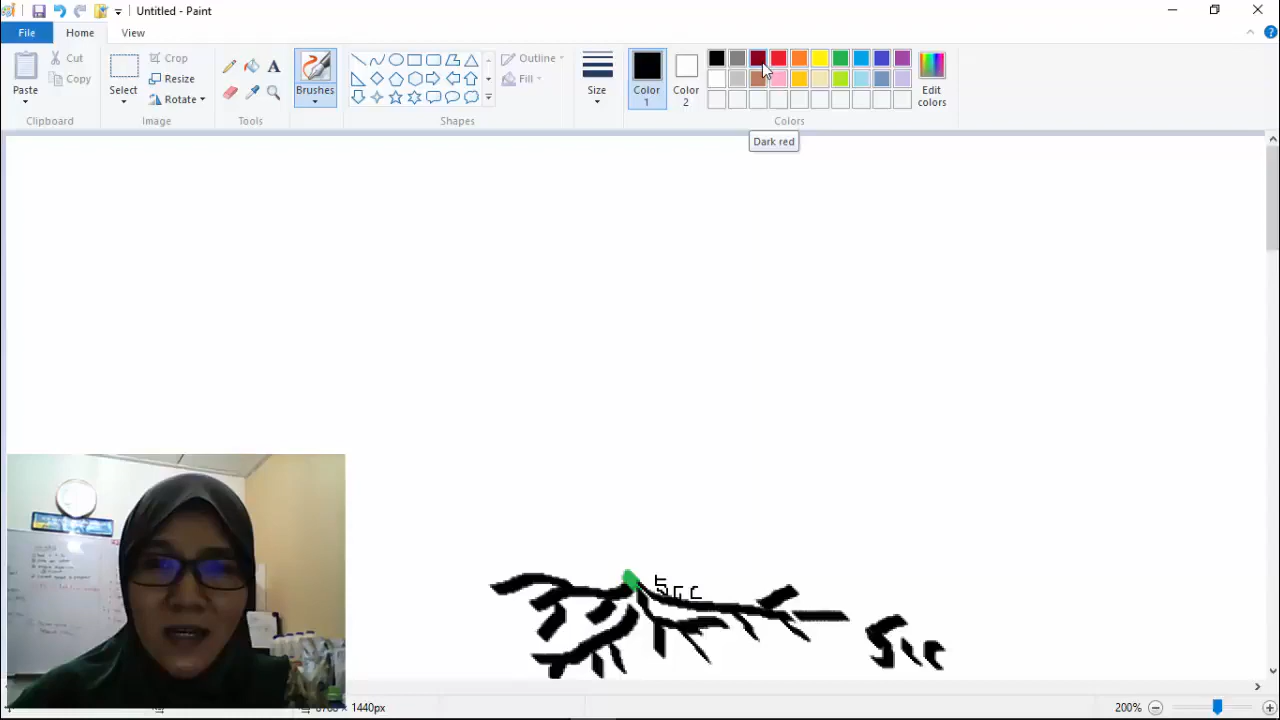 Untitled - Paint
File
Home
View
Paste
Cut
Copy
Clipboard
Select
Crop
Resize
Rotate
Image
A
Tools
Brushes
Outline
Fill
Shapes
Size
Color 1
Color 2
Edit colors
Colors
Dark red
1440px
200%